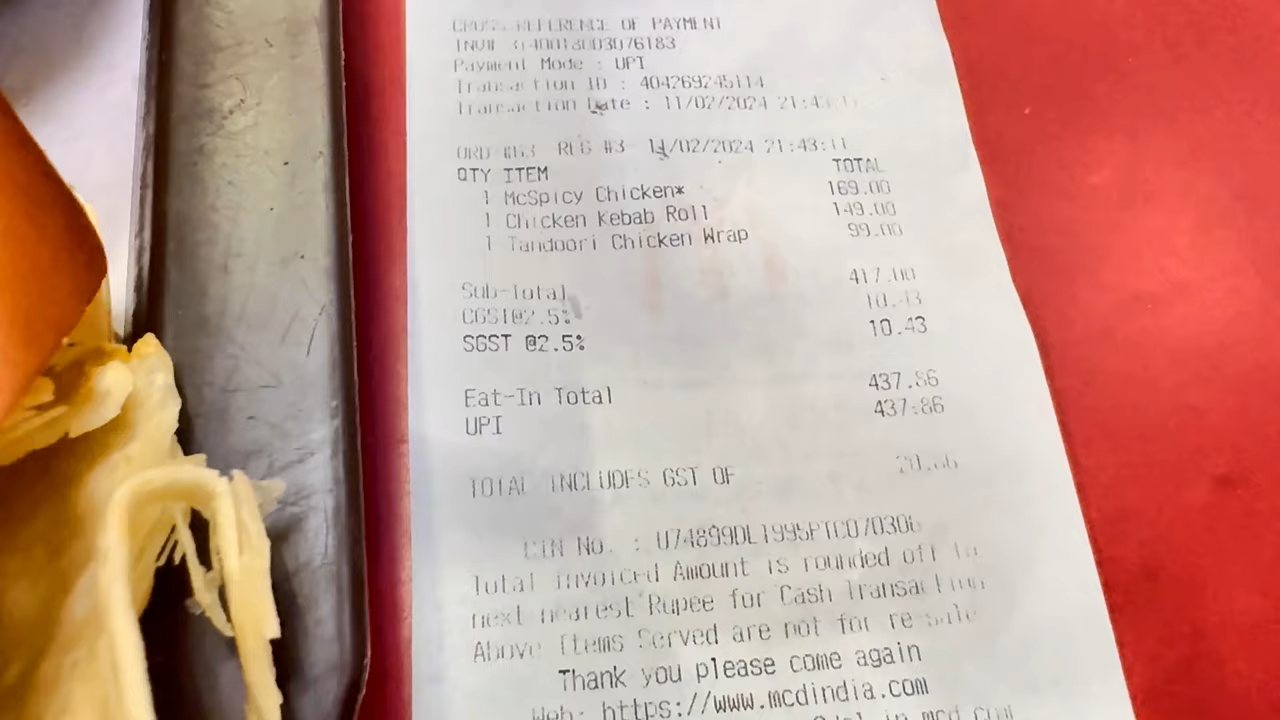 CROSS REFERENCE OF PAYMENT
Payment Mode : UPI
Transaction ID : 404269245114
Transaction Date : 11/02/2024 21:43
REG #3 11/02/2024 21:43:11
QTY ITEM TOTAL
1 McSpicy Chicken* 169.00
1 Chicken Kebab Roll 149.00
1 Tandoori Chicken Wrap 99.00
Sub-Total 417.00
CGST@2.5% 10.43
SGST @2.5% 10.43
Eat-In Total 437.86
UPI 437.86
TOTAL INCLUDES GST OF 20.86
CIN No. : U74899DL1995PTC070306
Total invoiced Amount is rounded off to
next nearest Rupee for Cash Transaction
Above Items Served are not for re-sale
Thank you please come again
Web: https://www.mcdindia.com